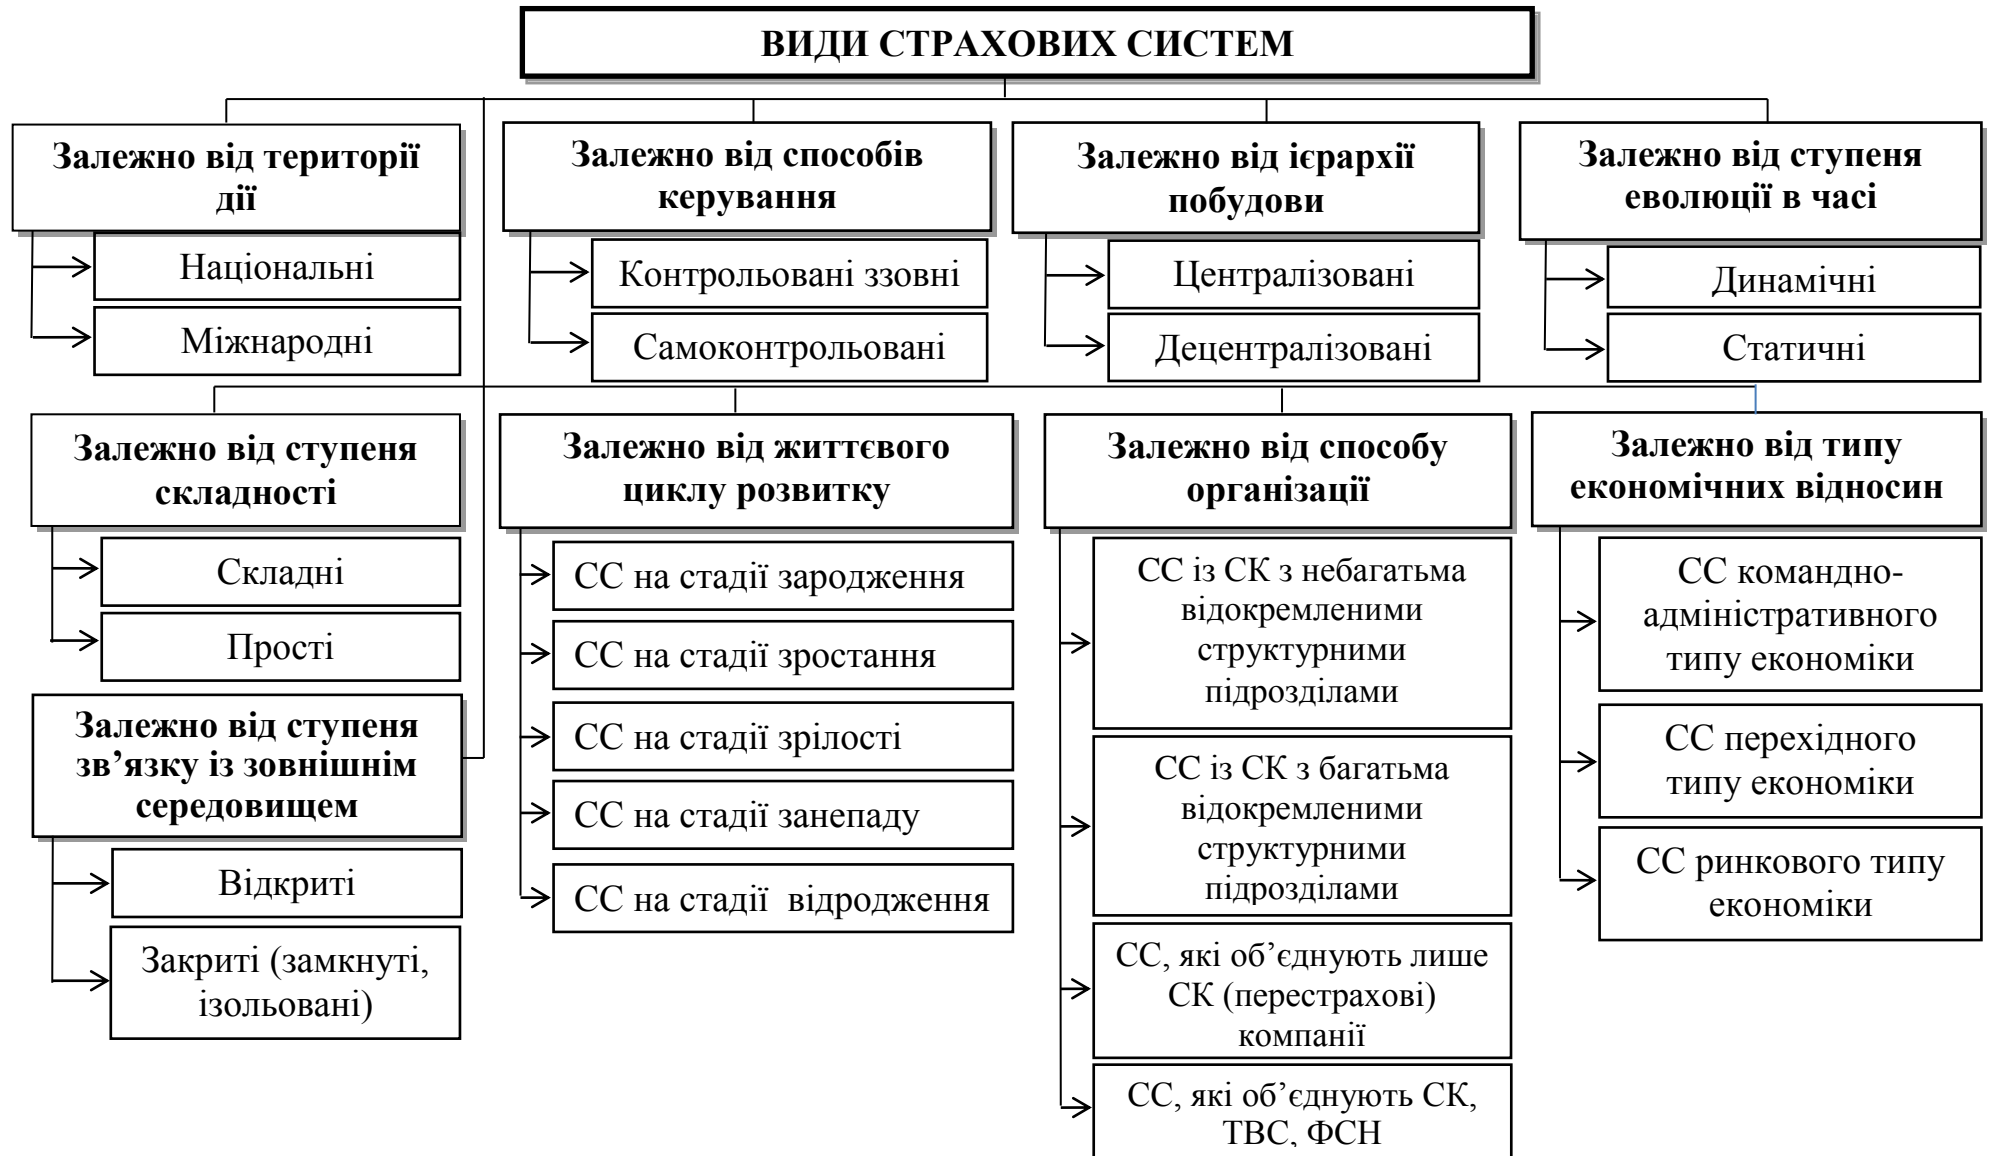 ВИДИ СТРАХОВИХ СИСТЕМ
Залежно від території
дії
Національні
Міжнародні
Залежно від способів
керування
Контрольовані ззовні
Самоконтрольовані
Залежно від ієрархії
побудови
Централізовані
Децентралізовані
Залежно від ступеня
еволюції в часі
Динамічні
Статичні
Залежно від ступеня
складності
Складні
Прості
Залежно від ступеня
зв’язку із зовнішнім
середовищем
Відкриті
Закриті (замкнуті,
ізольовані)
Залежно від життєвого
циклу розвитку
СС на стадії зародження
СС на стадії зростання
СС на стадії зрілості
СС на стадії занепаду
СС на стадії відродження
Залежно від способу
організації
СС із СК з небагатьма
відокремленими
структурними
підрозділами
СС із СК з багатьма
відокремленими
структурними
підрозділами
СС, які об’єднують лише
СК (перестрахові)
компанії
СС, які об’єднують СК,
ТВС, ФСН
Залежно від типу
економічних відносин
СС командно-
адміністративного
типу економіки
СС перехідного
типу економіки
СС ринкового типу
економіки